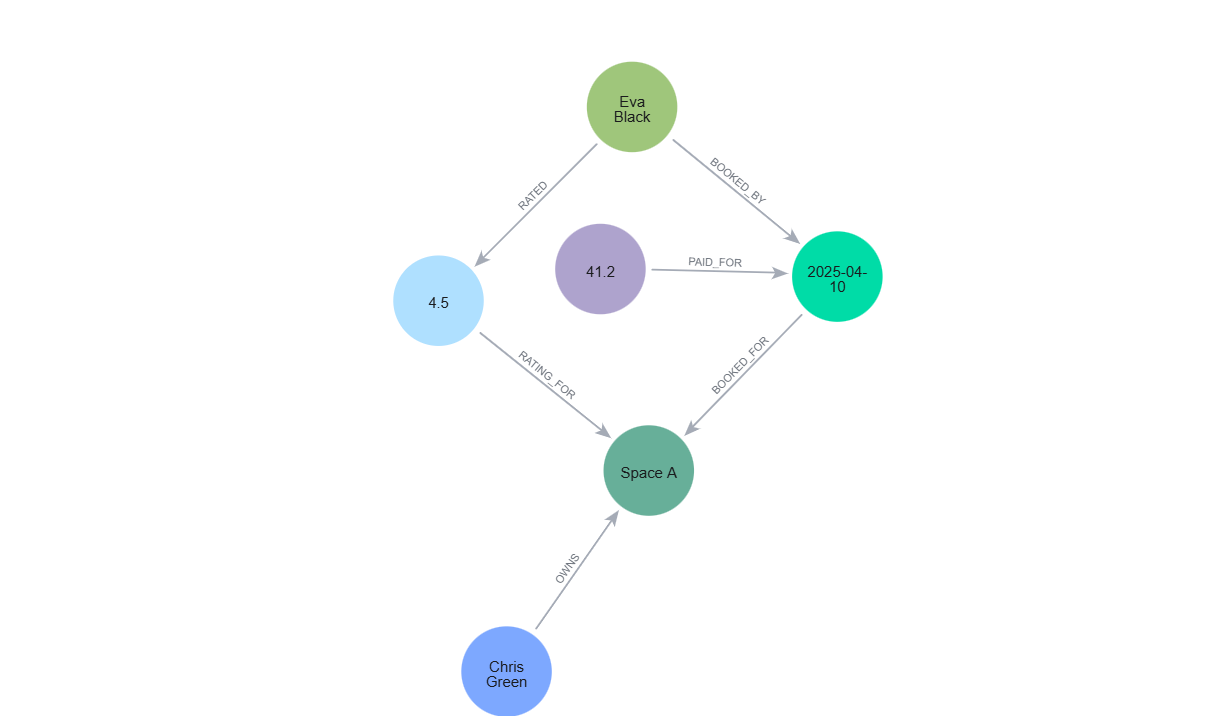 Eva
Black
RATED
BOOKED_BY
41.2
PAID_FOR
2025-04-
10
4.5
RATING_FOR
BOOKED_FOR
Space A
OWNS
Chris
Green